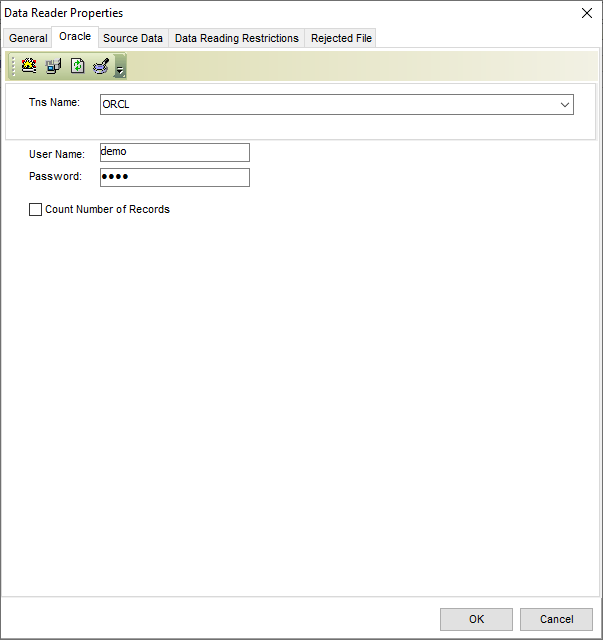 Data Reader Properties
General Oracle Source Data Data Reading Restrictions Rejected File
Tns Name: ORCL
User Name: demo
Password: ●●●●
Count Number of Records
OK Cancel